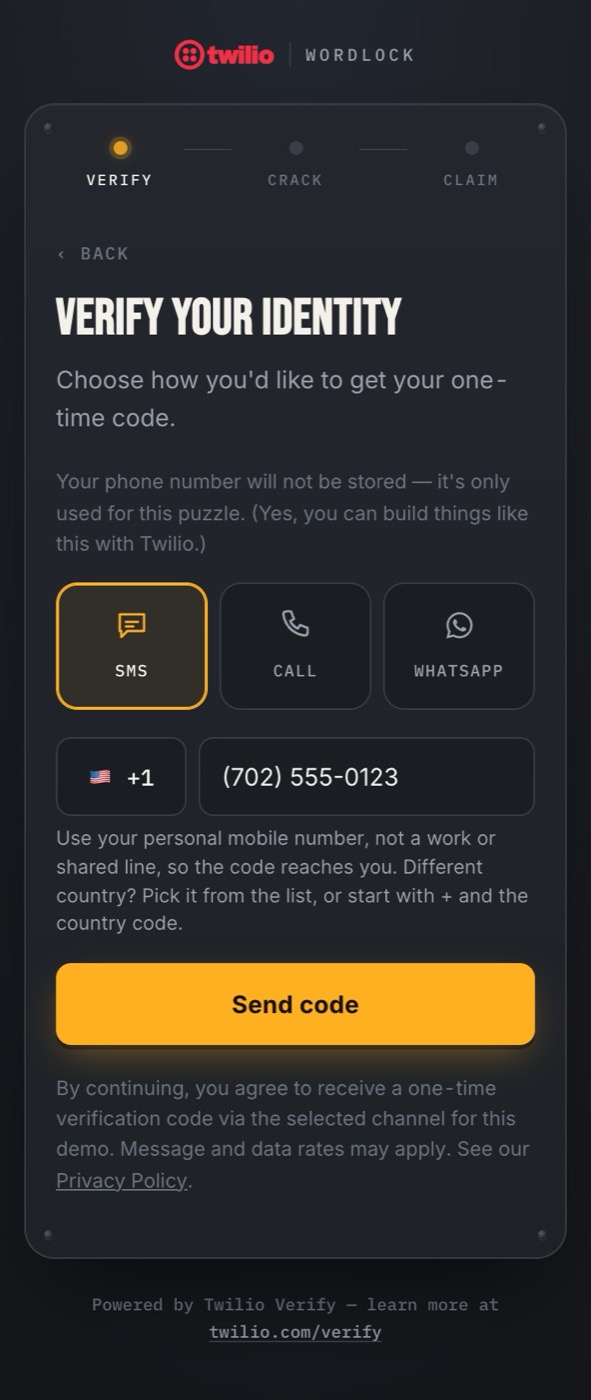 twilio WORDLOCK
VERIFY CRACK CLAIM
‹ BACK
VERIFY YOUR IDENTITY
Choose how you'd like to get your one-
time code.
Your phone number will not be stored — it's only
used for this puzzle. (Yes, you can build things like
this with Twilio.)
SMS CALL WHATSAPP
+1 (702) 555-0123
Use your personal mobile number, not a work or
shared line, so the code reaches you. Different
country? Pick it from the list, or start with + and the
country code.
Send code
By continuing, you agree to receive a one-time
verification code via the selected channel for this
demo. Message and data rates may apply. See our
Privacy Policy.
Powered by Twilio Verify — learn more at
twilio.com/verify